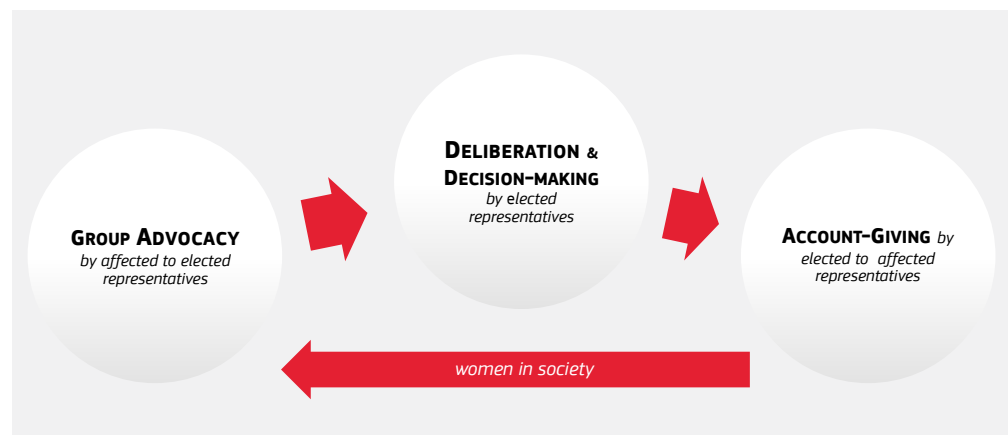 GROUP ADVOCACY
by affected to elected
representatives
DELIBERATION &
DECISION-MAKING
by elected
representatives
ACCOUNT-GIVING by
elected to affected
representatives
women in society